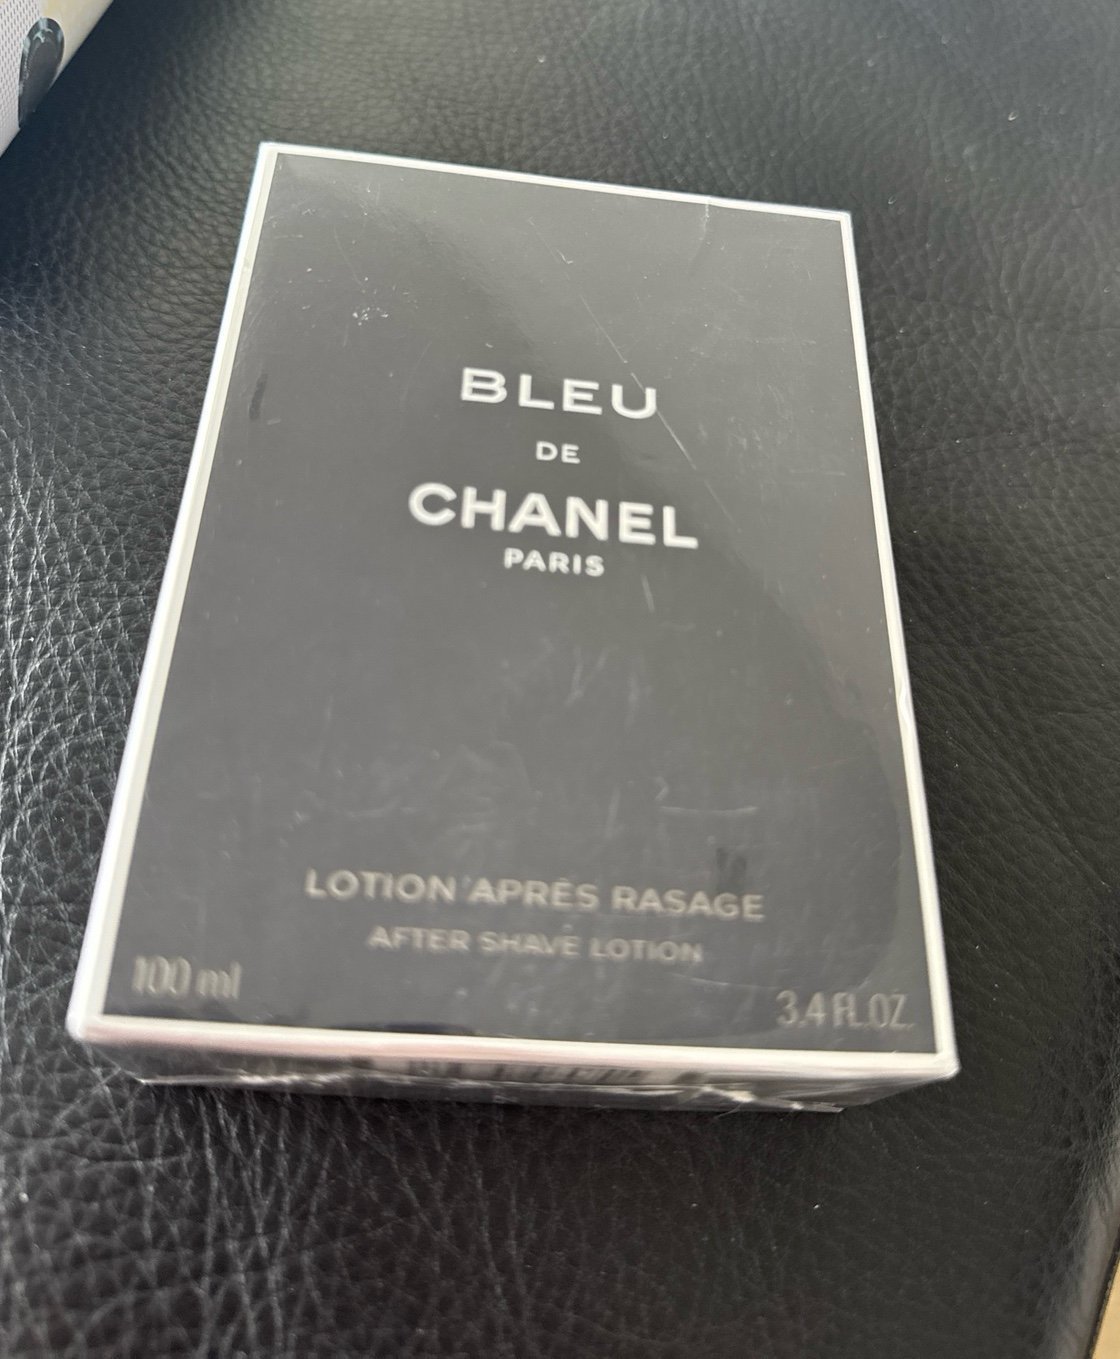 BLEU
DE
CHANEL
PARIS
LOTION APRÈS RASAGE
AFTER SHAVE LOTION
100 ml
3.4 FL.OZ.